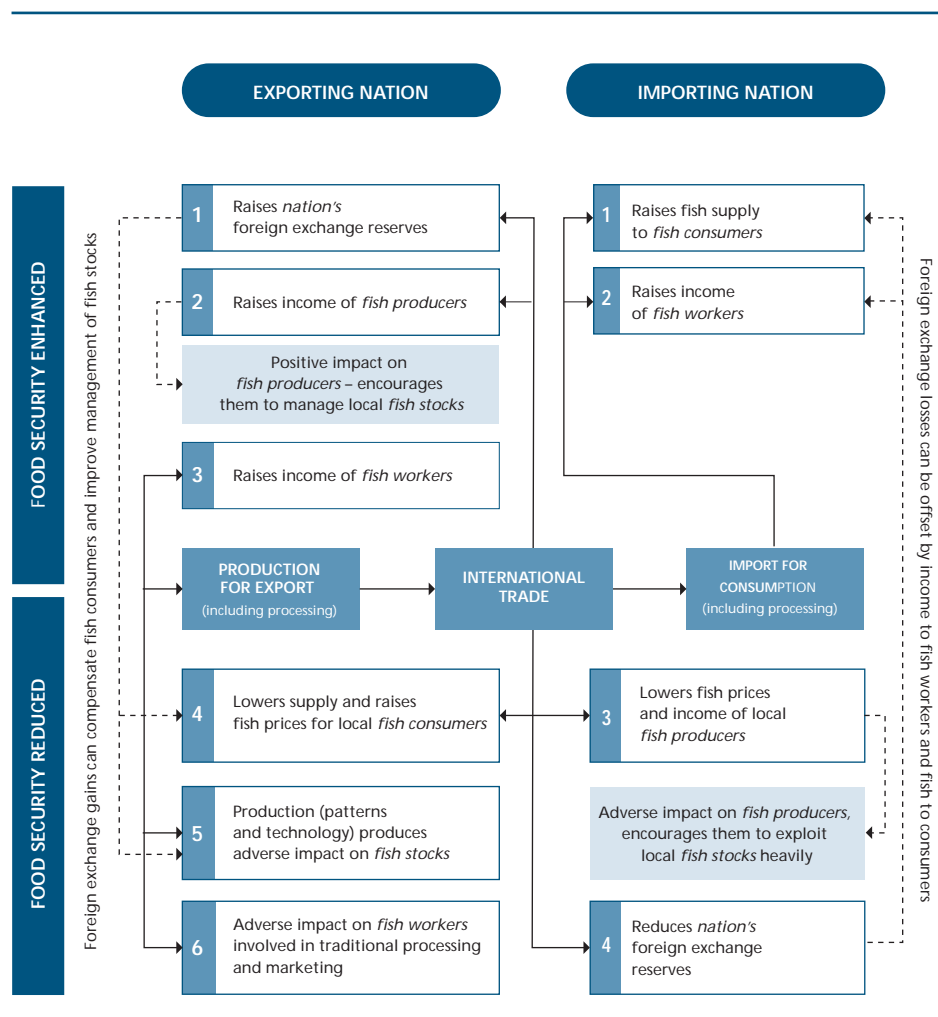 EXPORTING NATION
IMPORTING NATION
FOOD SECURITY ENHANCED
FOOD SECURITY REDUCED
Foreign exchange gains can compensate fish consumers and improve management of fish stocks
1
Raises nation's
foreign exchange reserves
2
Raises income of fish producers
Positive impact on
fish producers – encourages
them to manage local fish stocks
3
Raises income of fish workers
PRODUCTION
FOR EXPORT
(including processing)
INTERNATIONAL
TRADE
IMPORT FOR
CONSUMPTION
(including processing)
4
Lowers supply and raises
fish prices for local fish consumers
5
Production (patterns
and technology) produces
adverse impact on fish stocks
6
Adverse impact on fish workers
involved in traditional processing
and marketing
1
Raises fish supply
to fish consumers
2
Raises income
of fish workers
3
Lowers fish prices
and income of local
fish producers
Adverse impact on fish producers,
encourages them to exploit
local fish stocks heavily
4
Reduces nation's
foreign exchange
reserves
Foreign exchange losses can be offset by income to fish workers and fish to consumers